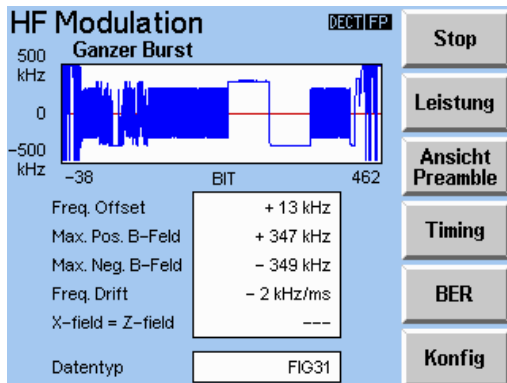 HF Modulation DECT FP
Ganzer Burst
500
kHz
0
−500
kHz
−38 BIT 462
Freq. Offset + 13 kHz
Max. Pos. B−Feld + 347 kHz
Max. Neg. B−Feld − 349 kHz
Freq. Drift − 2 kHz/ms
X−field = Z−field −−−
Datentyp FIG31
Stop
Leistung
Ansicht
Preamble
Timing
BER
Konfig